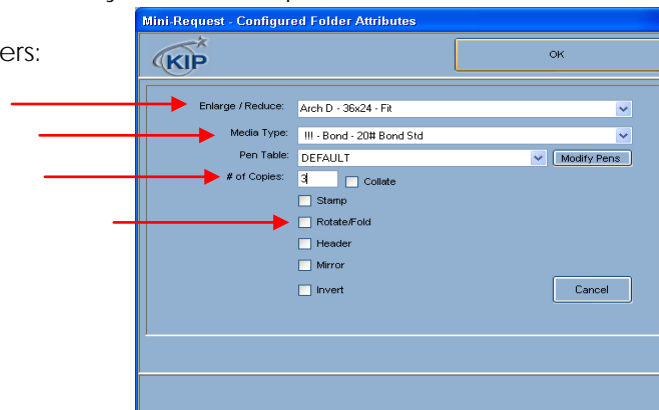 Mini-Request - Configured Folder Attributes
ers:
KIP
OK
Enlarge / Reduce: Arch D - 36x24 - Fit
Media Type: !!! - Bond - 20# Bond Std
Pen Table: DEFAULT Modify Pens
# of Copies: 3 Collate
Stamp
Rotate/Fold
Header
Mirror
Invert Cancel